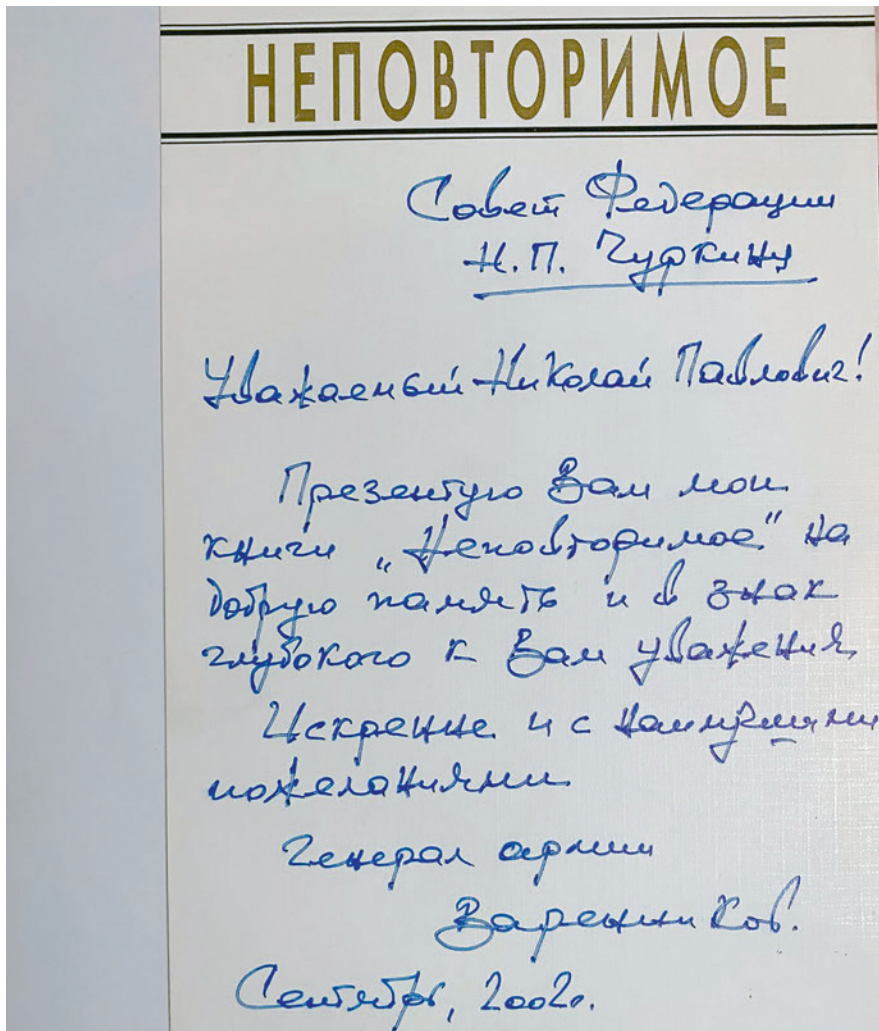 НЕПОВТОРИМОЕ
Совет Федерации
Н.П. Чуркину
Уважаемый Николай Павлович!
Презентую Вам мои
книги „Неповторимое" на
добрую память и в знак
глубокого к Вам уважения
Искренне и с наилучшими
пожеланиями
Генерал армии
Варенников.
Сентябрь, 2002г.